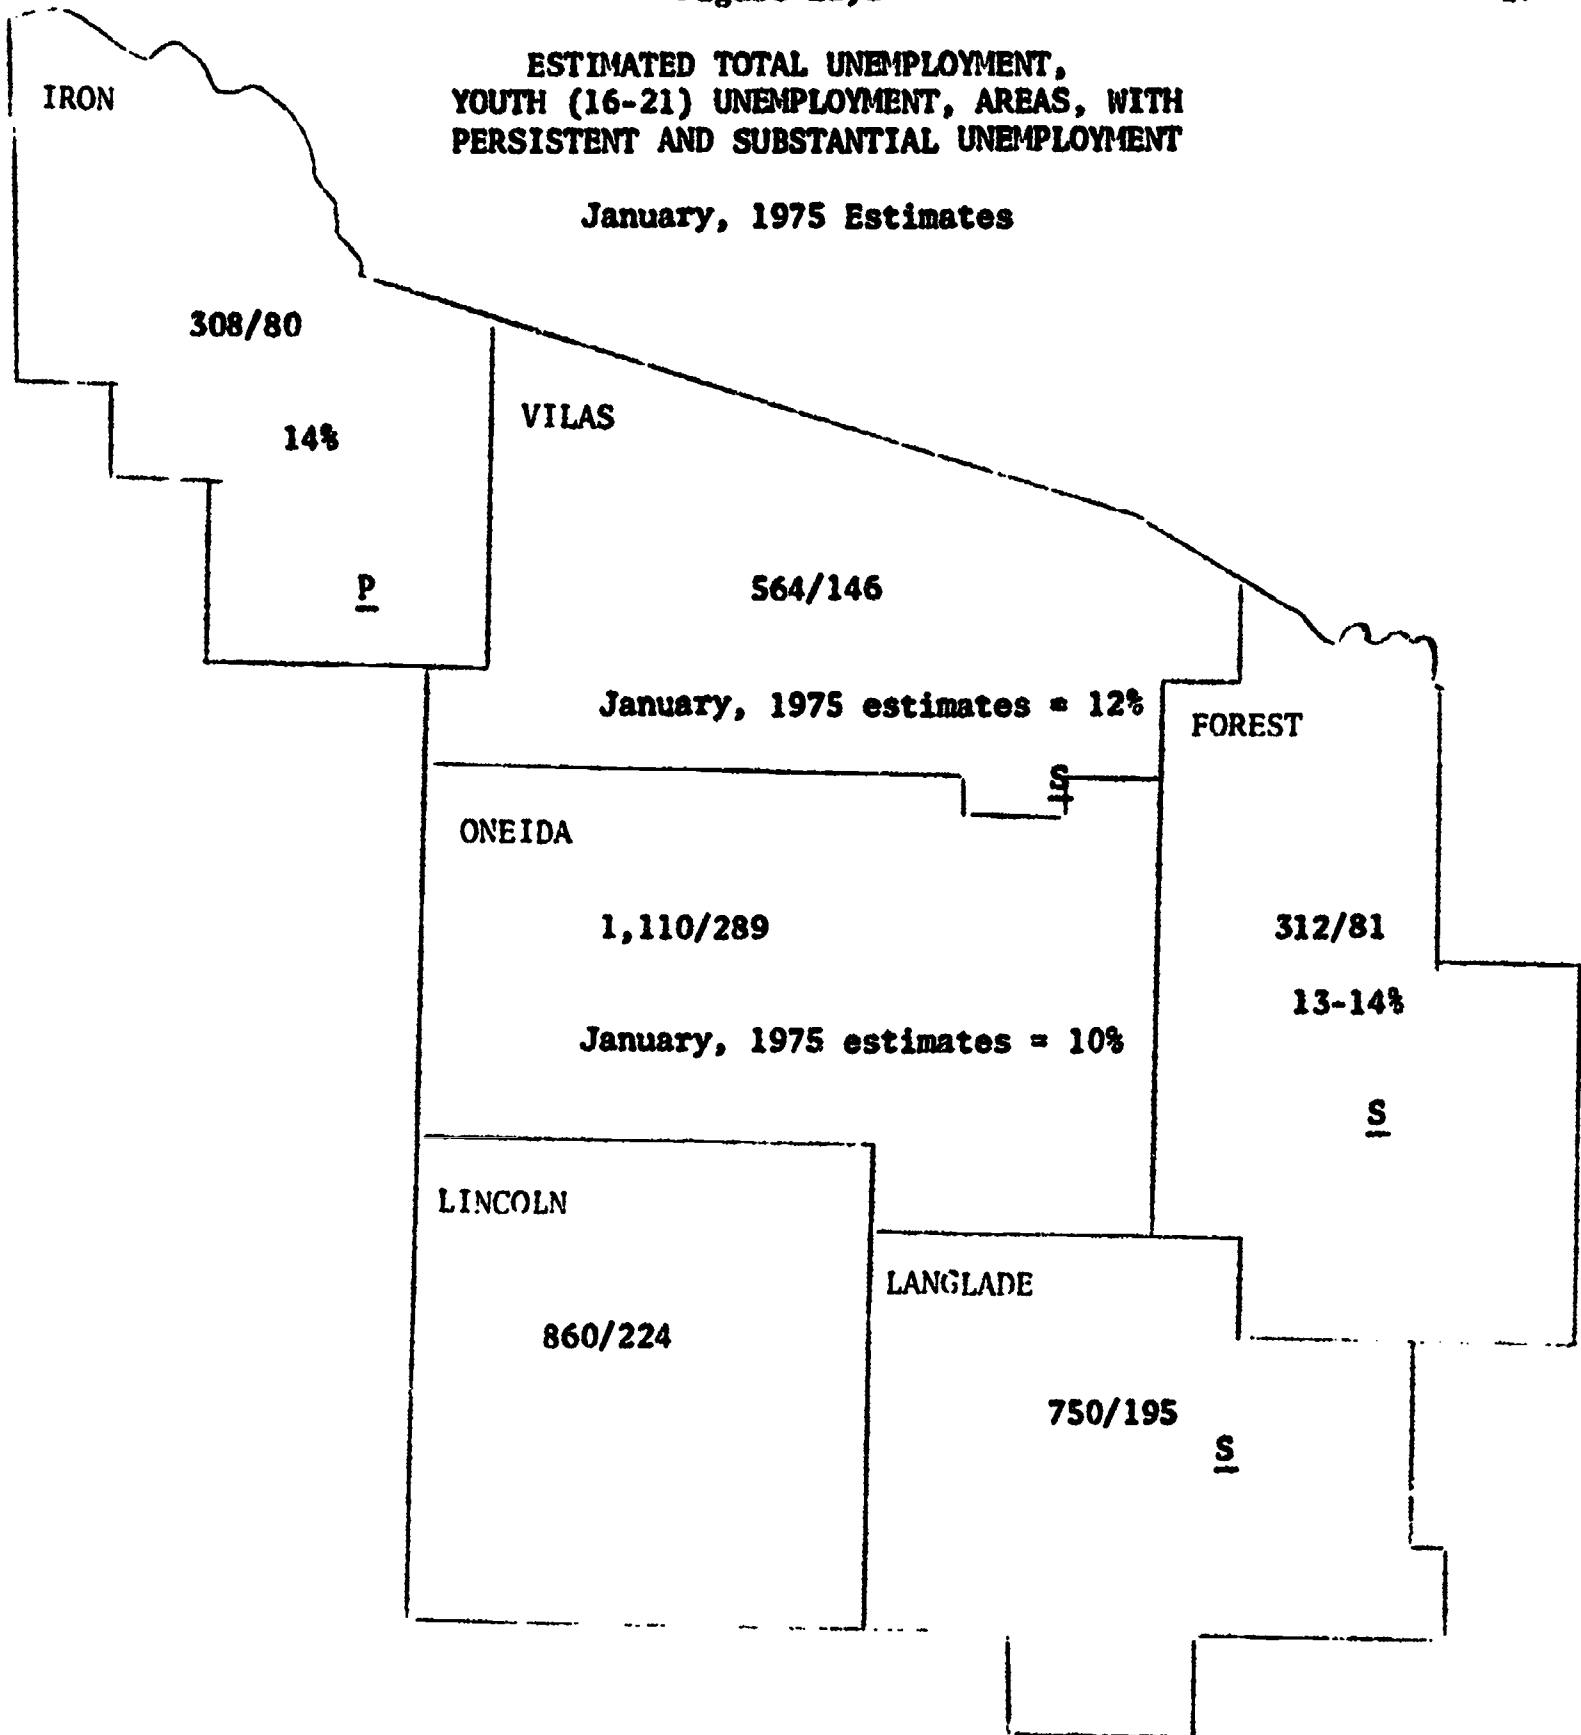 ESTIMATED TOTAL UNEMPLOYMENT,
YOUTH (16-21) UNEMPLOYMENT, AREAS, WITH
PERSISTENT AND SUBSTANTIAL UNEMPLOYMENT
January, 1975 Estimates
IRON
308/80
14%
P
VILAS
564/146
January, 1975 estimates = 12%
S
FOREST
312/81
13-14%
S
ONEIDA
1,110/289
January, 1975 estimates = 10%
LINCOLN
860/224
LANGLADE
750/195
S